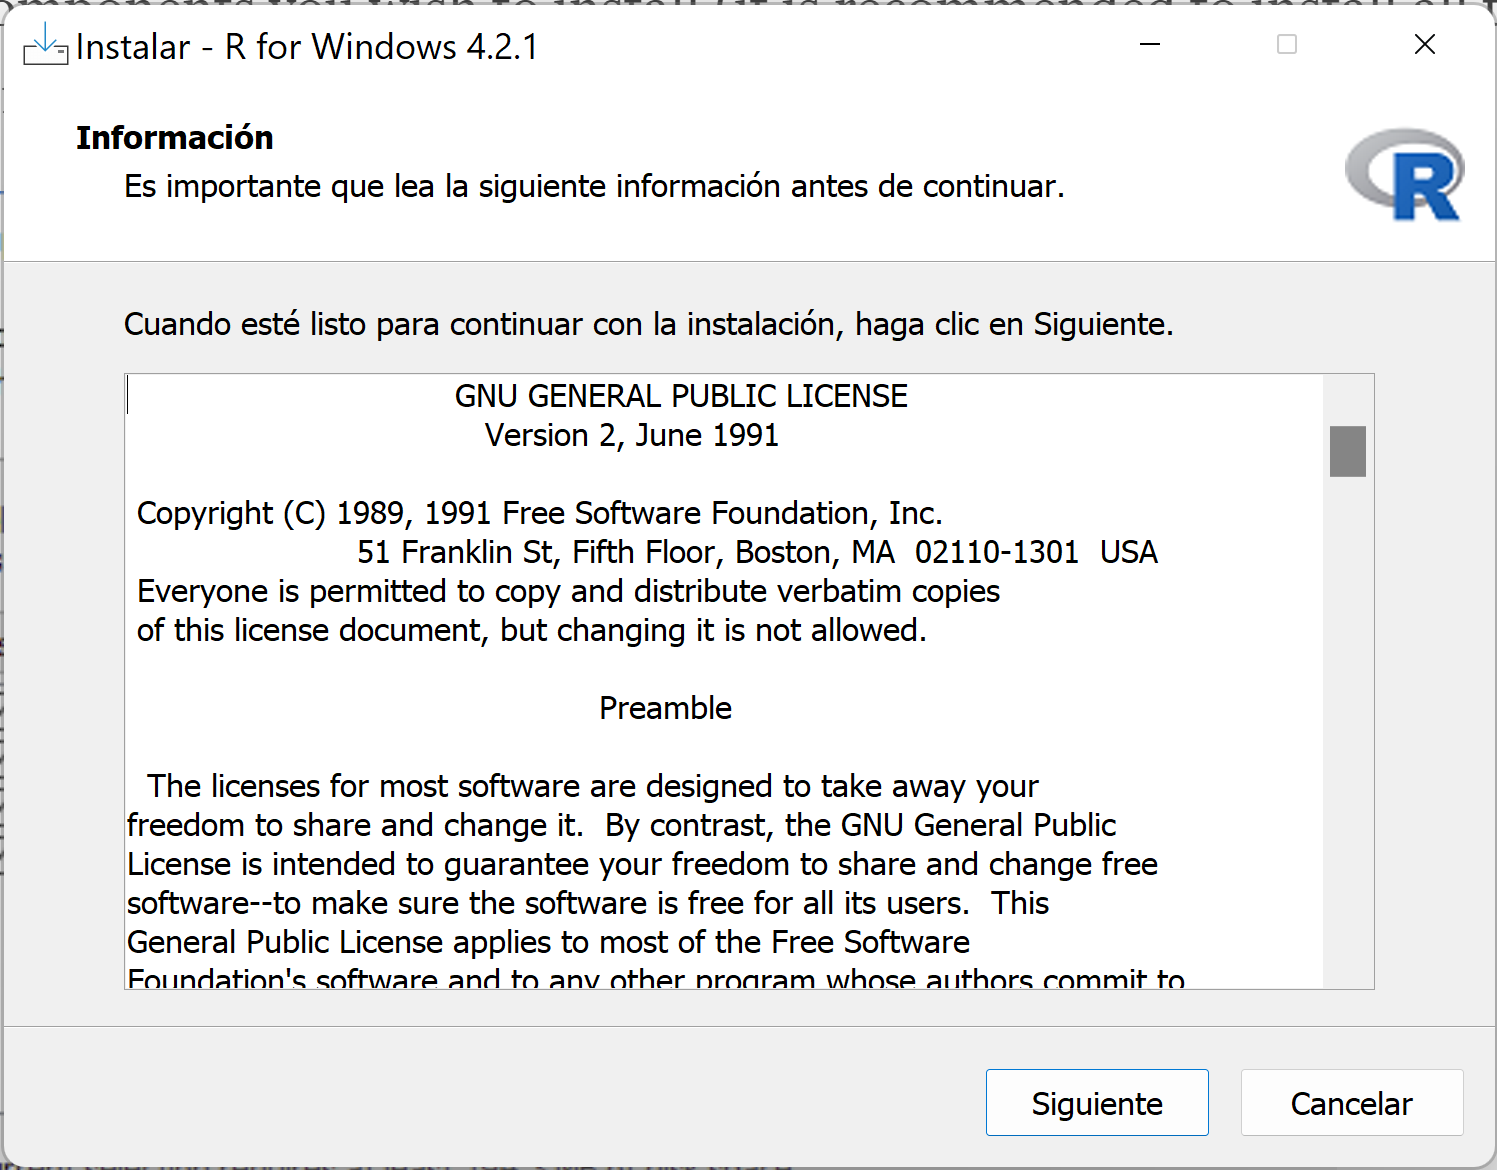 Instalar - R for Windows 4.2.1
Información
Es importante que lea la siguiente información antes de continuar.
R
Cuando esté listo para continuar con la instalación, haga clic en Siguiente.
GNU GENERAL PUBLIC LICENSE
Version 2, June 1991
Copyright (C) 1989, 1991 Free Software Foundation, Inc.
51 Franklin St, Fifth Floor, Boston, MA 02110-1301 USA
Everyone is permitted to copy and distribute verbatim copies
of this license document, but changing it is not allowed.
Preamble
The licenses for most software are designed to take away your
freedom to share and change it. By contrast, the GNU General Public
License is intended to guarantee your freedom to share and change free
software--to make sure the software is free for all its users. This
General Public License applies to most of the Free Software
Foundation's software and to any other program whose authors commit to
Siguiente
Cancelar